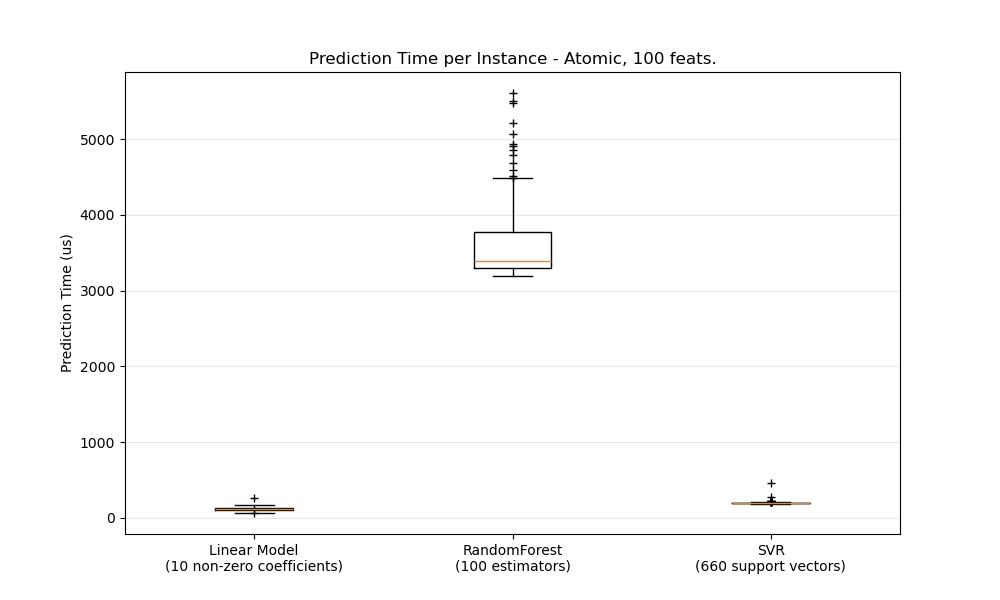 Prediction Time per Instance - Atomic, 100 feats.
Prediction Time (us)
5000
4000
3000
2000
1000
0
Linear Model
(10 non-zero coefficients)
RandomForest
(100 estimators)
SVR
(660 support vectors)